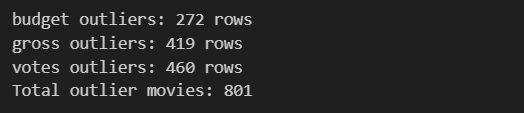 budget outliers: 272 rows
gross outliers: 419 rows
votes outliers: 460 rows
Total outlier movies: 801